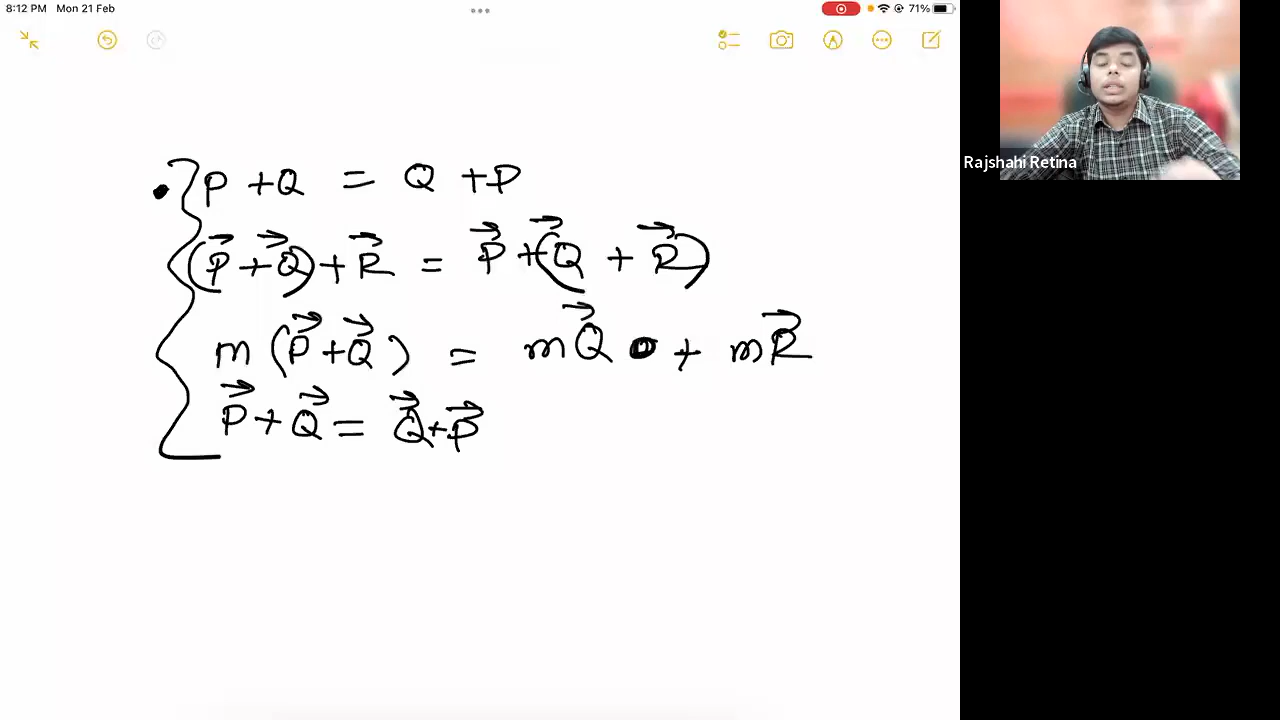 8:12 PM Mon 21 Feb
71%
Rajshahi Retina
P + Q = Q + P
(P⃗ + Q⃗) + R⃗ = P⃗ + (Q⃗ + R⃗)
m (P⃗ + Q⃗) = mQ⃗ + mR⃗
P⃗ + Q⃗ = Q⃗ + P⃗